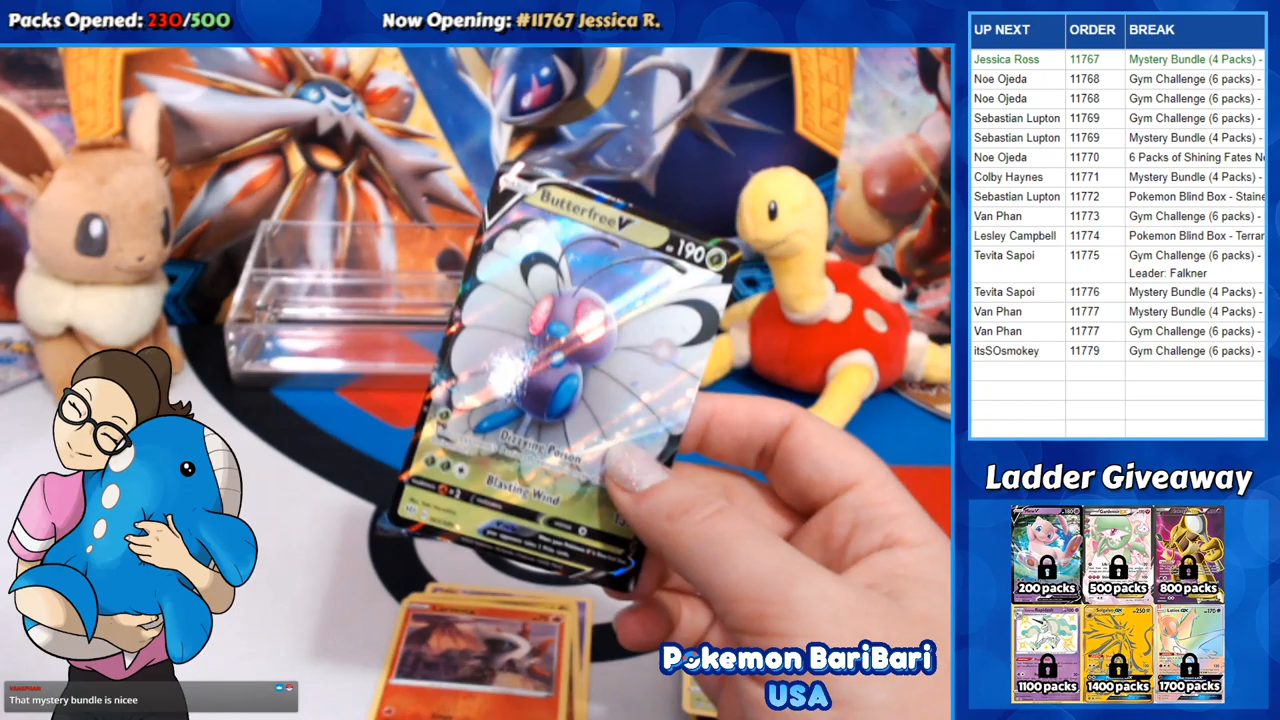 Packs Opened: 230/500
Now Opening: #11767 Jessica R.
UP NEXT ORDER BREAK
Jessica Ross 11767 Mystery Bundle (4 Packs) -
Noe Ojeda 11768 Gym Challenge (6 packs) -
Noe Ojeda 11768 Gym Challenge (6 packs) -
Sebastian Lupton 11769 Gym Challenge (6 packs) -
Sebastian Lupton 11769 Mystery Bundle (4 Packs) -
Noe Ojeda 11770 6 Packs of Shining Fates
Colby Haynes 11771 Mystery Bundle (4 Packs) -
Sebastian Lupton 11772 Pokemon Blind Box -
Van Phan 11773 Gym Challenge (6 packs) -
Lesley Campbell 11774 Pokemon Blind Box -
Tevita Sapoi 11775 Gym Challenge (6 packs) -
Leader: Falkner
Tevita Sapoi 11776 Mystery Bundle (4 Packs) -
Van Phan 11777 Mystery Bundle (4 Packs) -
Van Phan 11777 Gym Challenge (6 packs) -
itsSOsmokey 11779 Gym Challenge (6 packs) -
Butterfree V
190
Dizzying Poison
Blasting Wind
Ladder Giveaway
200 packs
500 packs
800 packs
1100 packs
1400 packs
1700 packs
Pokemon BariBari
USA
VANPHAN
That mystery bundle is nicee